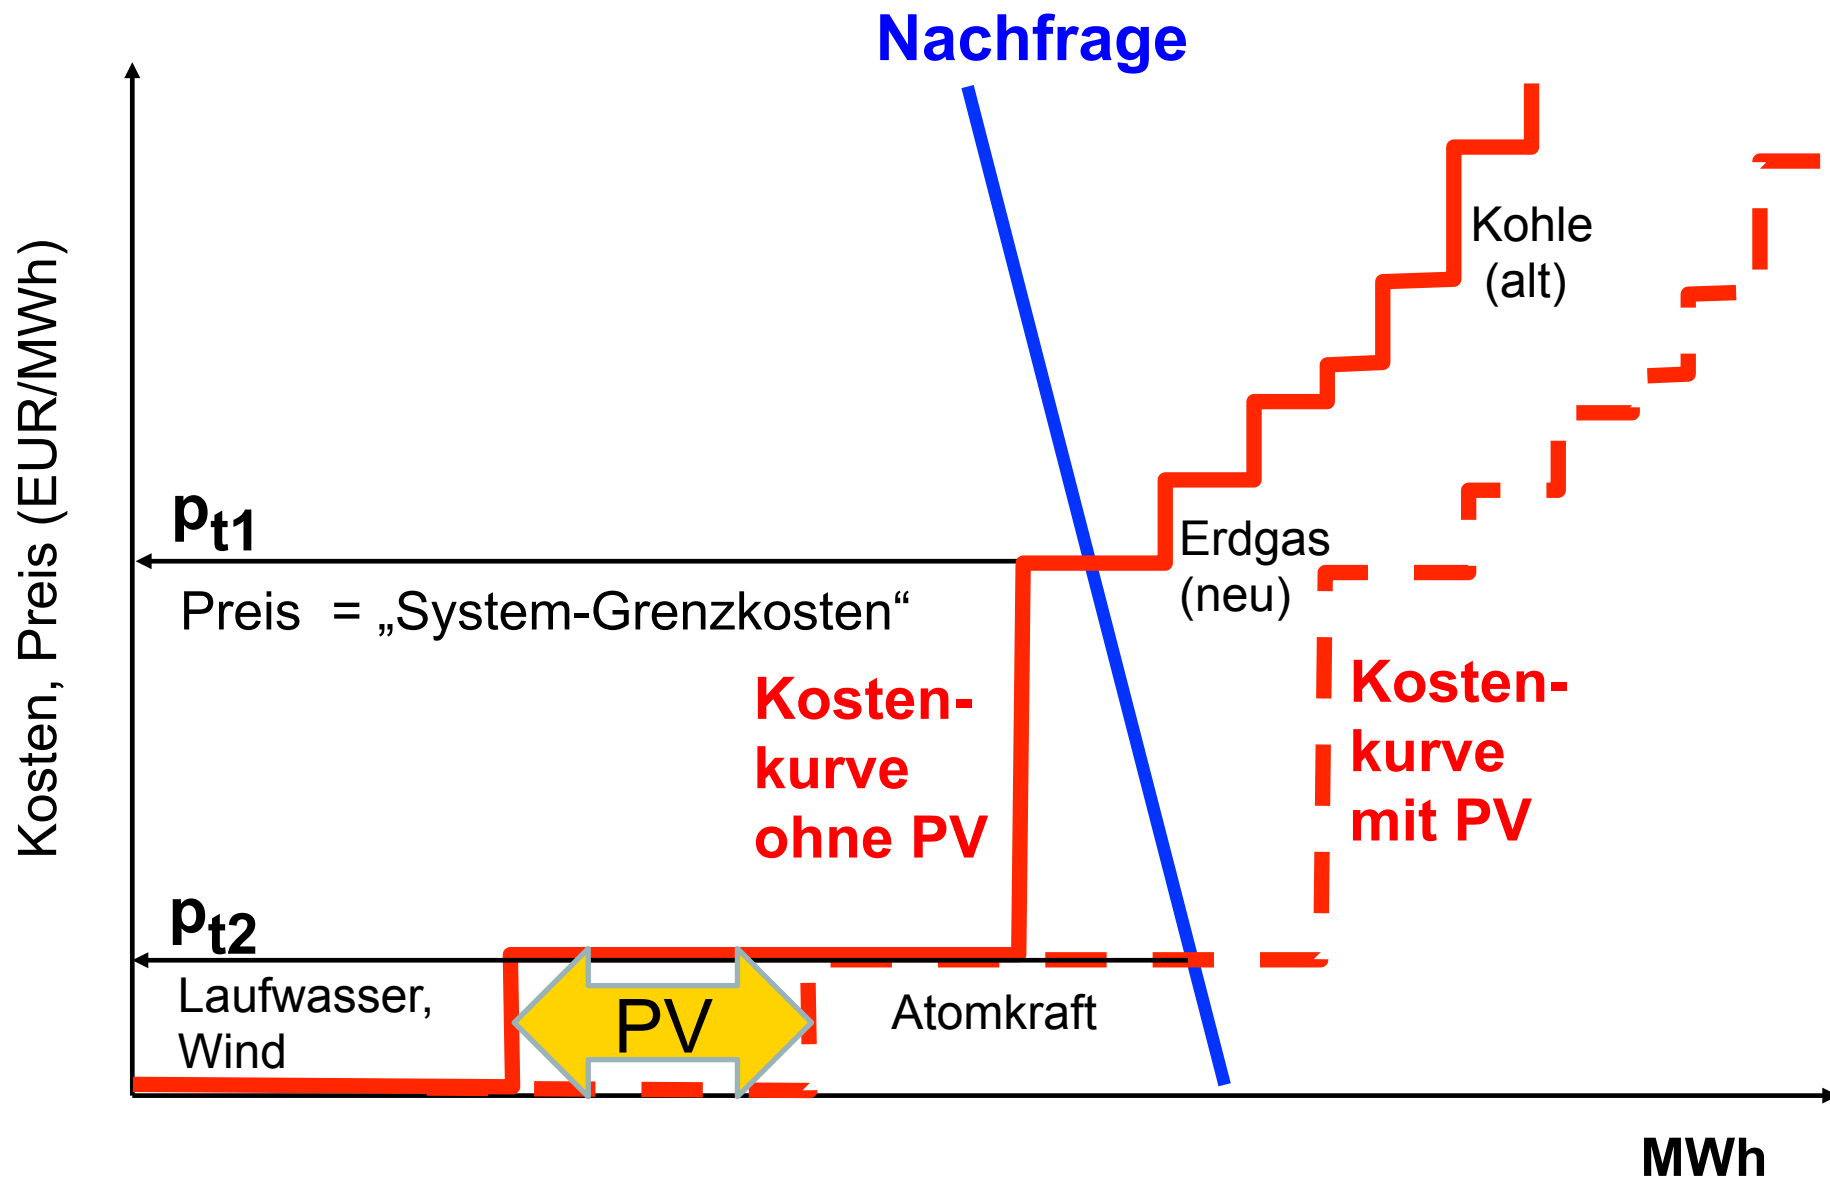 Nachfrage
Kosten, Preis (EUR/MWh)
Kohle
(alt)
pt1
Erdgas
(neu)
Preis = „System-Grenzkosten“
Kosten-
kurve
ohne PV
Kosten-
kurve
mit PV
pt2
Laufwasser,
Wind
PV
Atomkraft
MWh